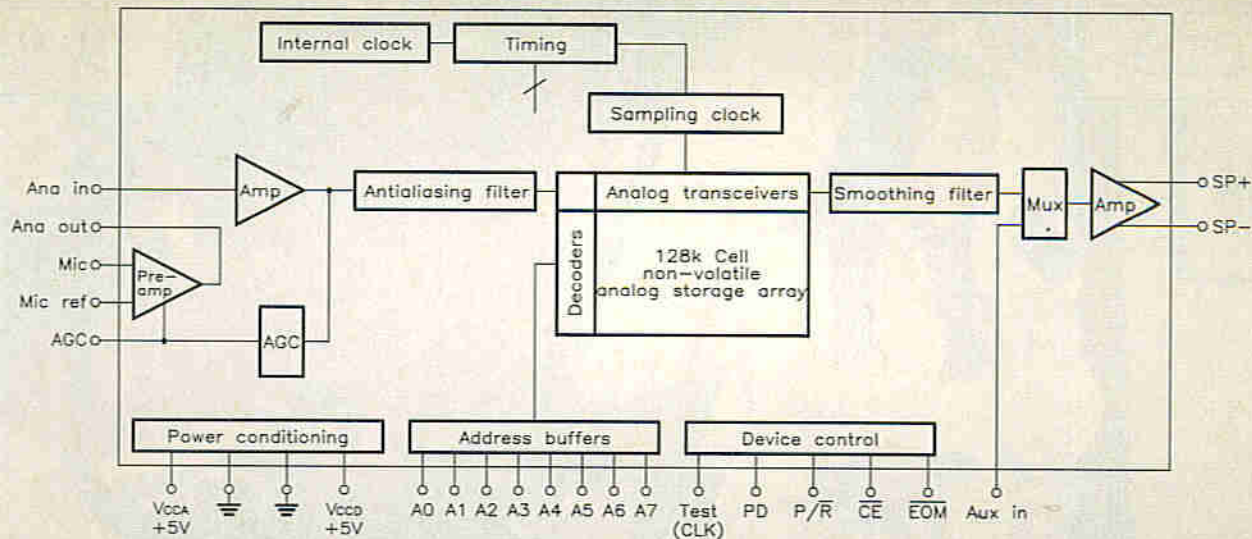 Internal clock
Timing
Sampling clock
Ana in
Amp
Antialiasing filter
Analog transceivers
Smoothing filter
Mux
Amp
SP+
SP-
Ana out
Mic
Pre-
amp
Mic ref
AGC
AGC
Decoders
128k Cell
non-volatile
analog storage array
Power conditioning
Address buffers
Device control
VCCA
+5V
VCCD
+5V
A0 A1 A2 A3 A4 A5 A6 A7
Test
(CLK)
PD
P/R̅
C̅E̅
E̅O̅M̅
Aux in